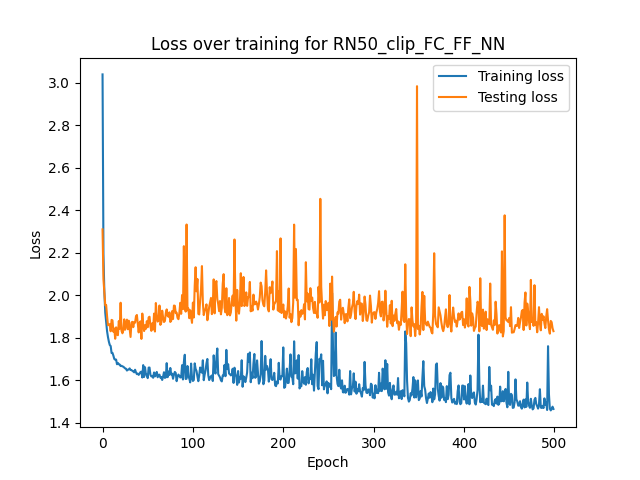 Loss over training for RN50_clip_FC_FF_NN
Training loss
Testing loss
Loss
3.0
2.8
2.6
2.4
2.2
2.0
1.8
1.6
1.4
0 100 200 300 400 500
Epoch